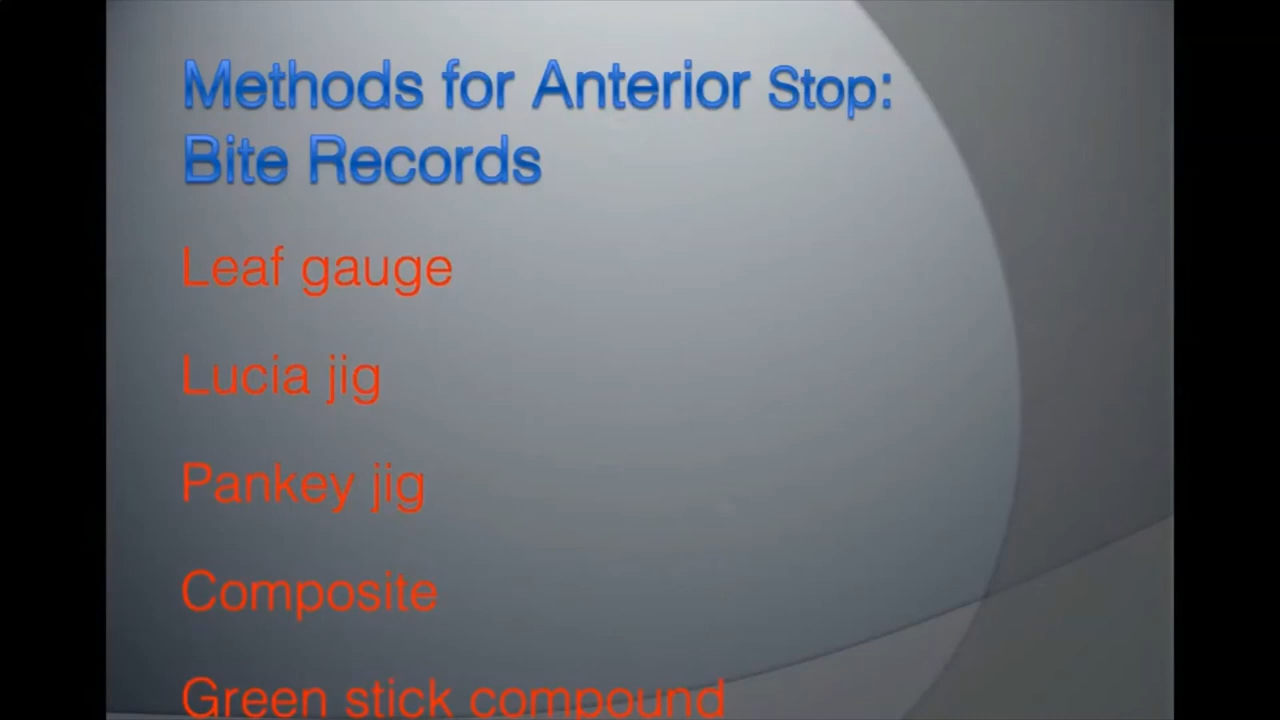 Methods for Anterior Stop:
Bite Records
Leaf gauge
Lucia jig
Pankey jig
Composite
Green stick compound